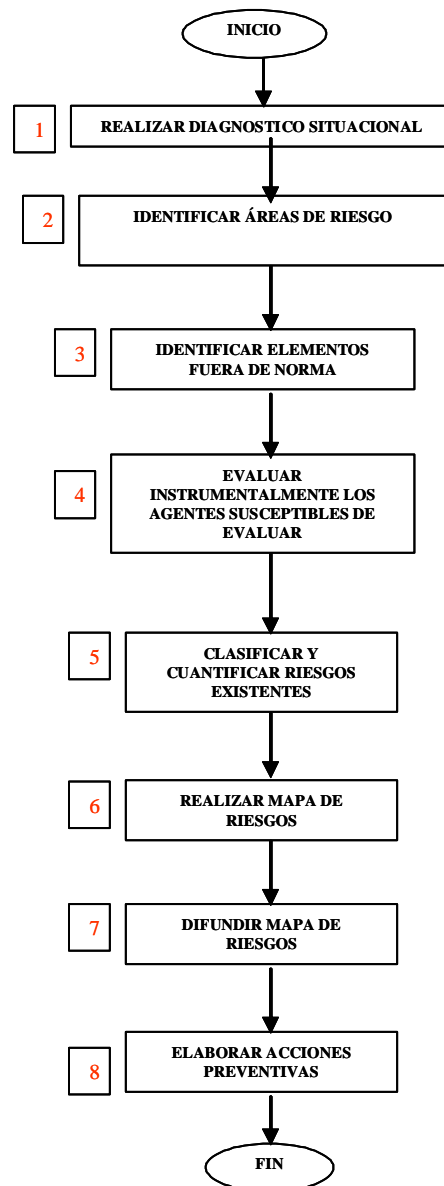 INICIO
1
REALIZAR DIAGNOSTICO SITUACIONAL
2
IDENTIFICAR ÁREAS DE RIESGO
3
IDENTIFICAR ELEMENTOS
FUERA DE NORMA
4
EVALUAR
INSTRUMENTALMENTE LOS
AGENTES SUSCEPTIBLES DE
EVALUAR
5
CLASIFICAR Y
CUANTIFICAR RIESGOS
EXISTENTES
6
REALIZAR MAPA DE
RIESGOS
7
DIFUNDIR MAPA DE
RIESGOS
8
ELABORAR ACCIONES
PREVENTIVAS
FIN